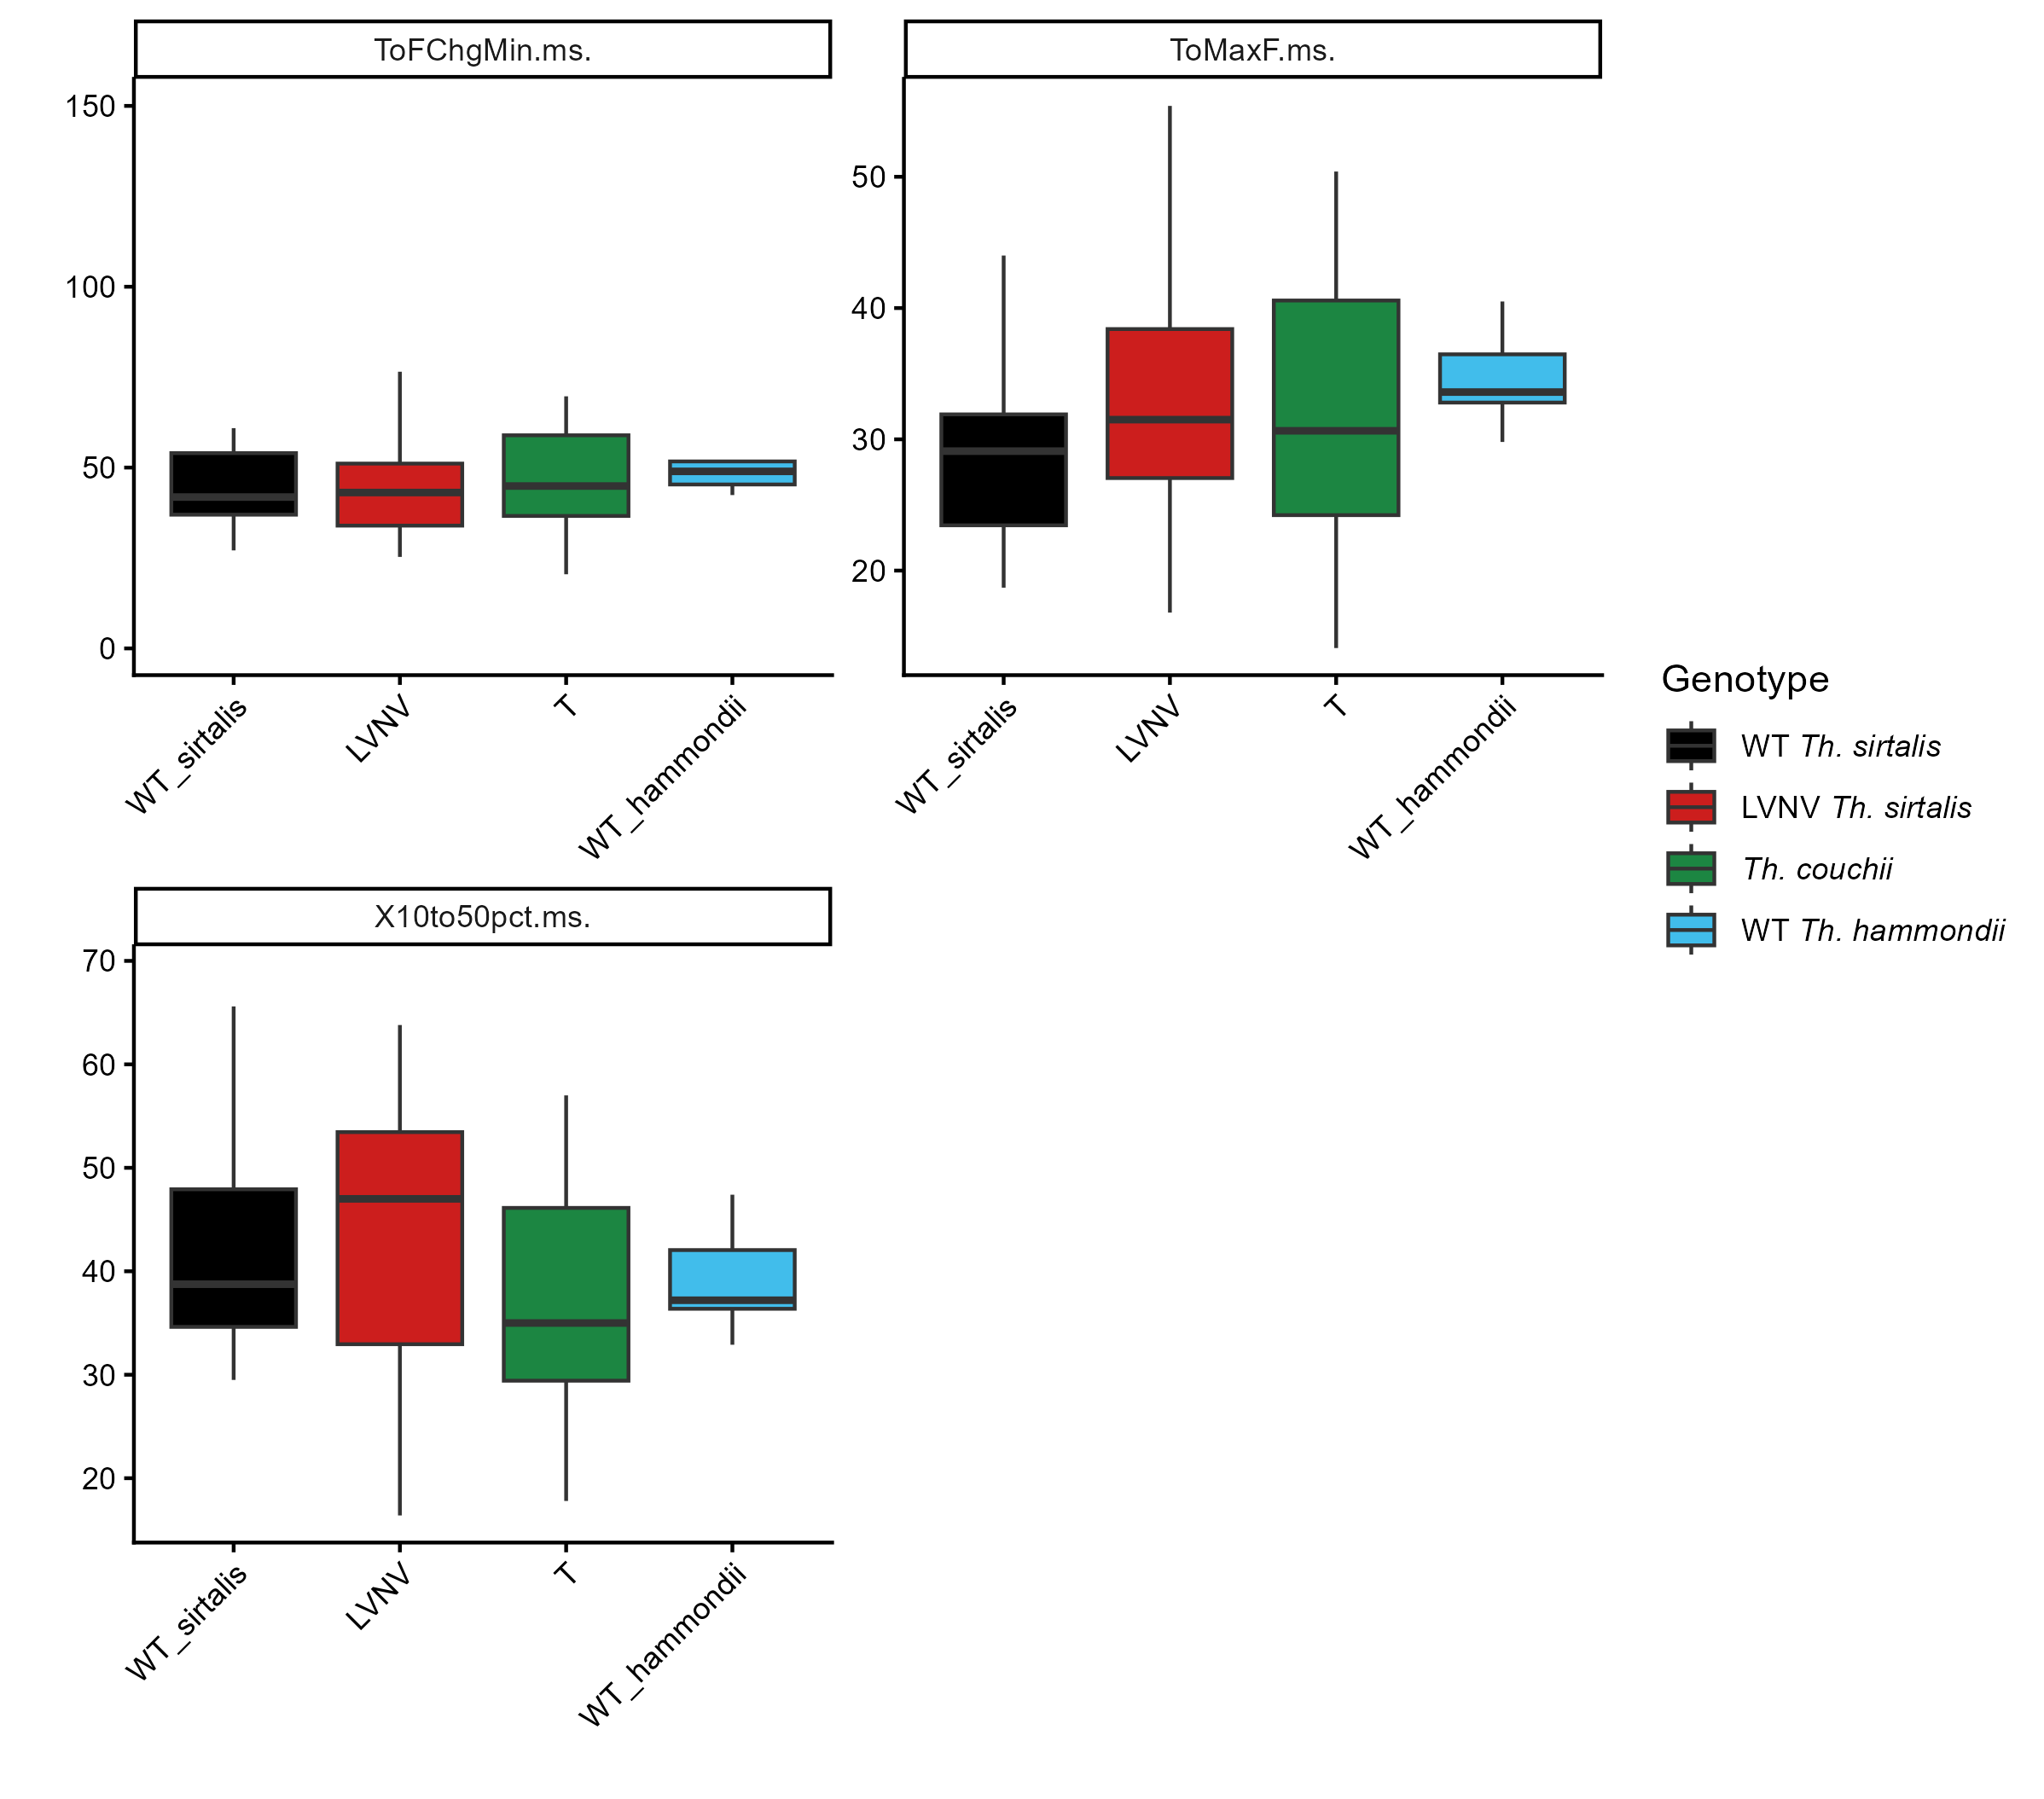 ToFChgMin.ms.
150
100
50
0
WT_sirtalis
LVNV
T
WT_hammondii
ToMaxF.ms.
50
40
30
20
WT_sirtalis
LVNV
T
WT_hammondii
X10to50pct.ms.
70
60
50
40
30
20
WT_sirtalis
LVNV
T
WT_hammondii
Genotype
WT Th. sirtalis
LVNV Th. sirtalis
Th. couchii
WT Th. hammondii